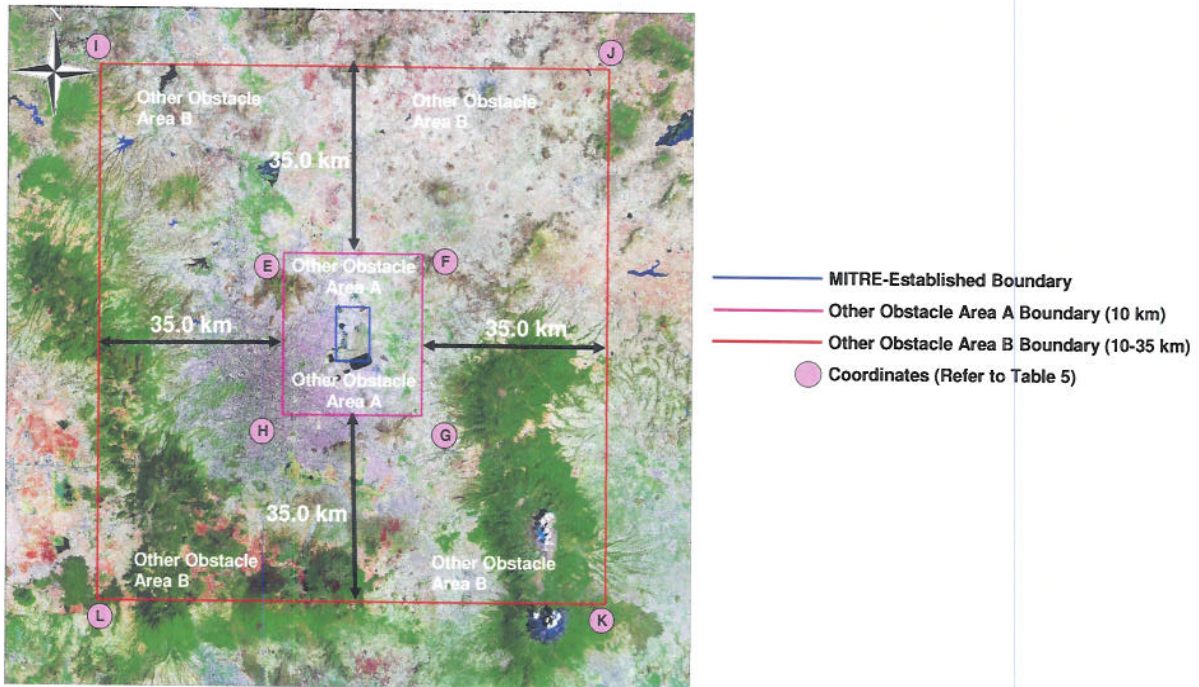 I
J
Other Obstacle
Area B
Other Obstacle
Area B
35.0 km
E
F
Other Obstacle
Area A
35.0 km
35.0 km
Other Obstacle
Area A
H
G
35.0 km
Other Obstacle
Area B
Other Obstacle
Area B
L
K
MITRE-Established Boundary
Other Obstacle Area A Boundary (10 km)
Other Obstacle Area B Boundary (10-35 km)
Coordinates (Refer to Table 5)